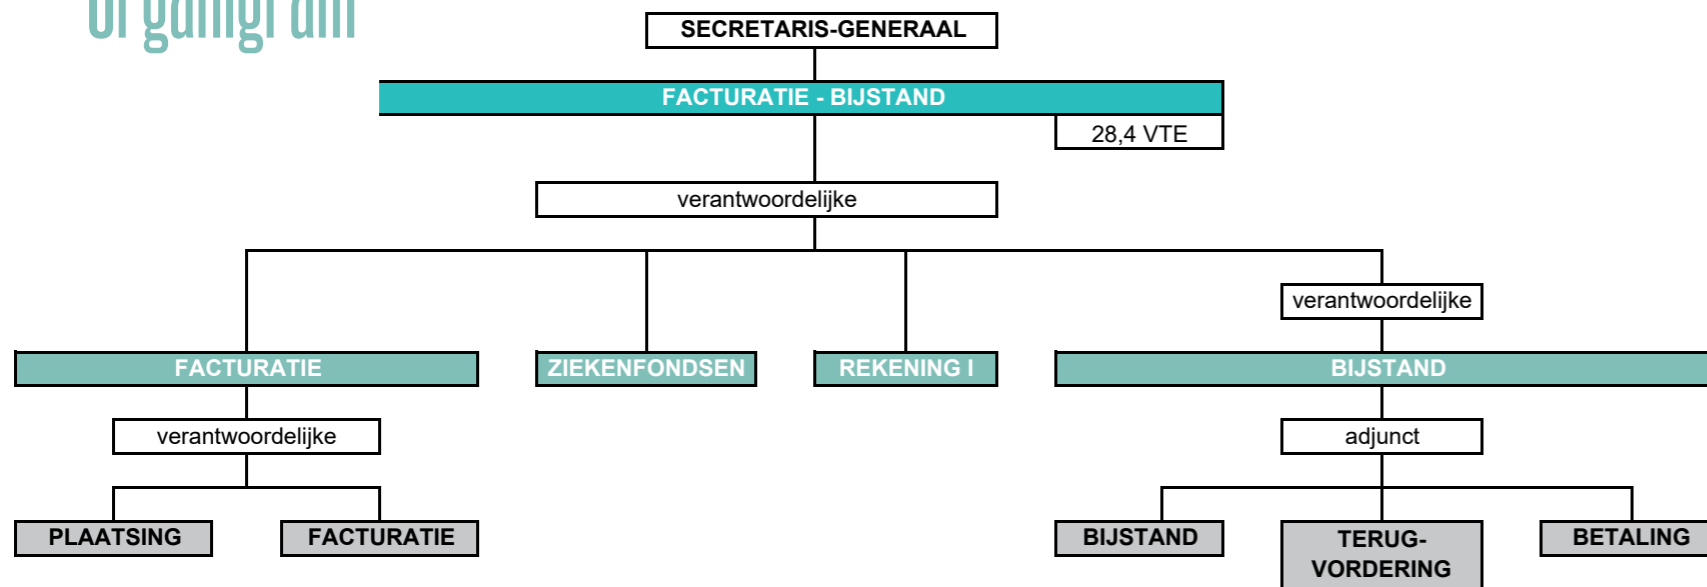 organigram
SECRETARIS-GENERAAL
FACTURATIE - BIJSTAND
28,4 VTE
verantwoordelijke
verantwoordelijke
FACTURATIE
ZIEKENFONDSEN
REKENING I
BIJSTAND
verantwoordelijke
adjunct
PLAATSING
FACTURATIE
BIJSTAND
TERUG-
VORDERING
BETALING